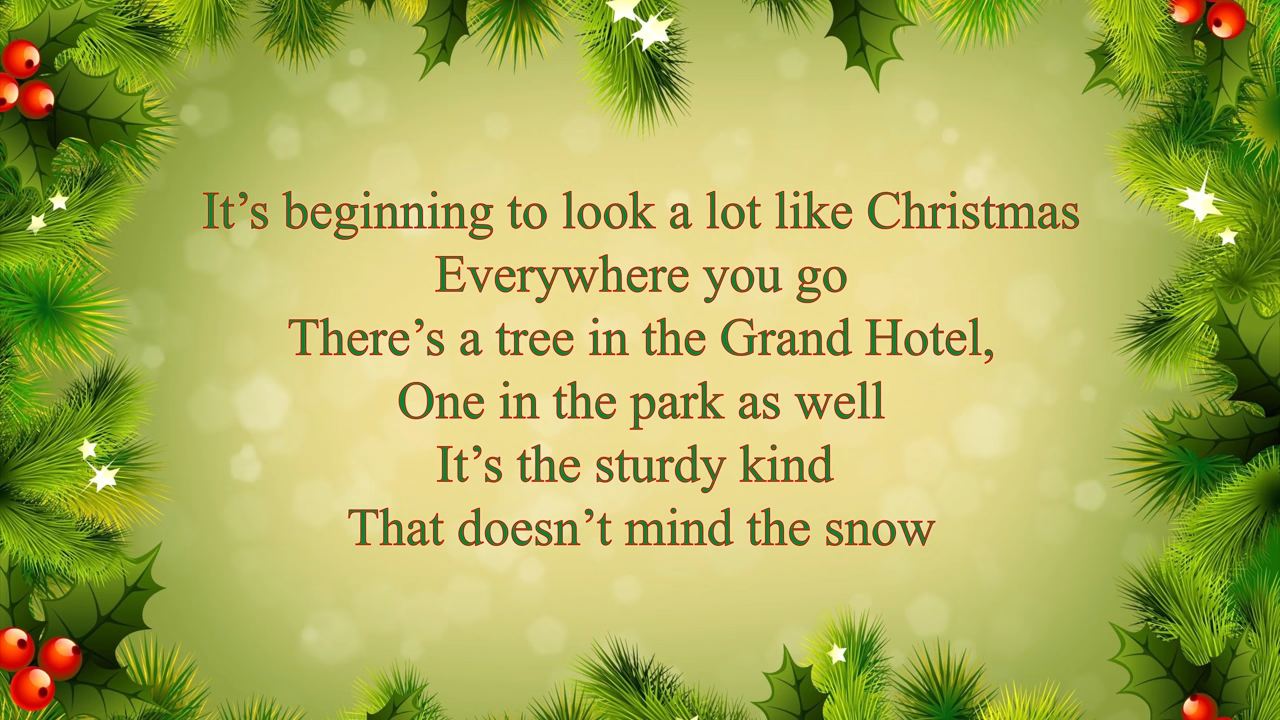 It’s beginning to look a lot like Christmas
Everywhere you go
There’s a tree in the Grand Hotel,
One in the park as well
It’s the sturdy kind
That doesn’t mind the snow